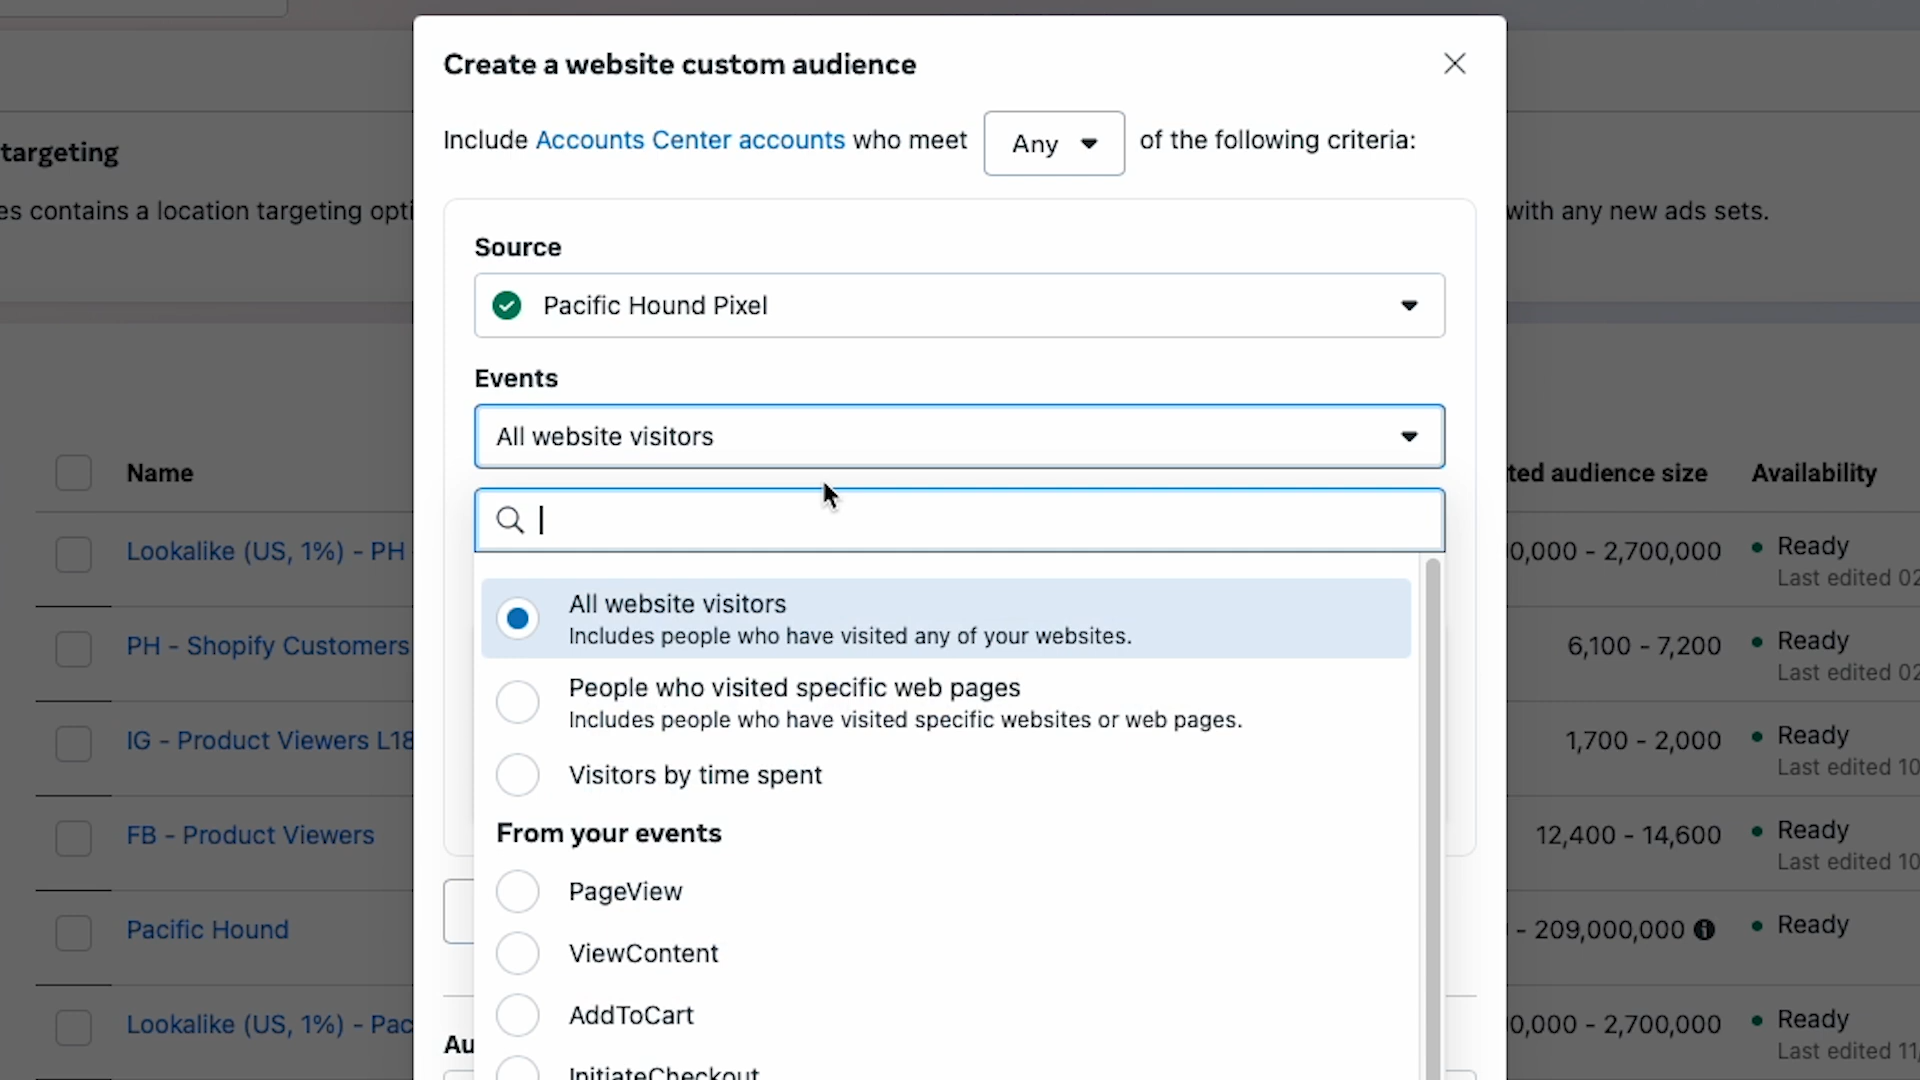 Create a website custom audience
Include Accounts Center accounts who meet Any of the following criteria:
targeting
es contains a location targeting opti
with any new ads sets.
Source
Pacific Hound Pixel
Events
All website visitors
Name
ted audience size
Availability
All website visitors
Includes people who have visited any of your websites.
People who visited specific web pages
Includes people who have visited specific websites or web pages.
Visitors by time spent
From your events
PageView
ViewContent
AddToCart
InitiateCheckout
Au
Lookalike (US, 1%) - PH
0,000 - 2,700,000
Ready
Last edited 02
PH - Shopify Customers
6,100 - 7,200
Ready
Last edited 02
IG - Product Viewers L18
1,700 - 2,000
Ready
Last edited 10
FB - Product Viewers
12,400 - 14,600
Ready
Last edited 10
Pacific Hound
- 209,000,000
Ready
Lookalike (US, 1%) - Pac
0,000 - 2,700,000
Ready
Last edited 11,